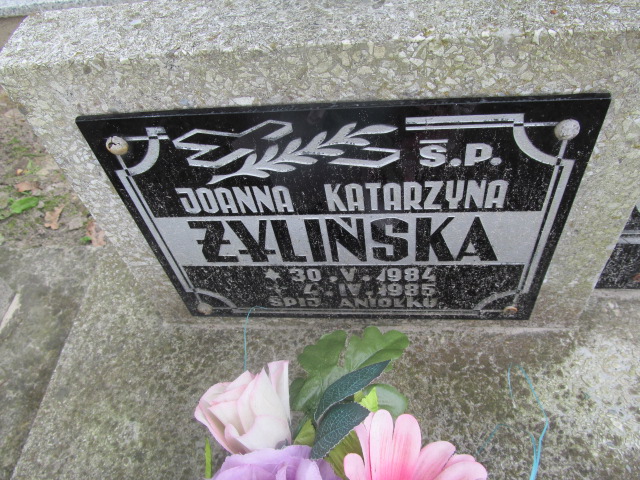 Ś.P.
JOANNA KATARZYNA
ŻYLIŃSKA
* 30.V.1984
+ 4.IV.1985
ŚPIJ ANIOŁKU